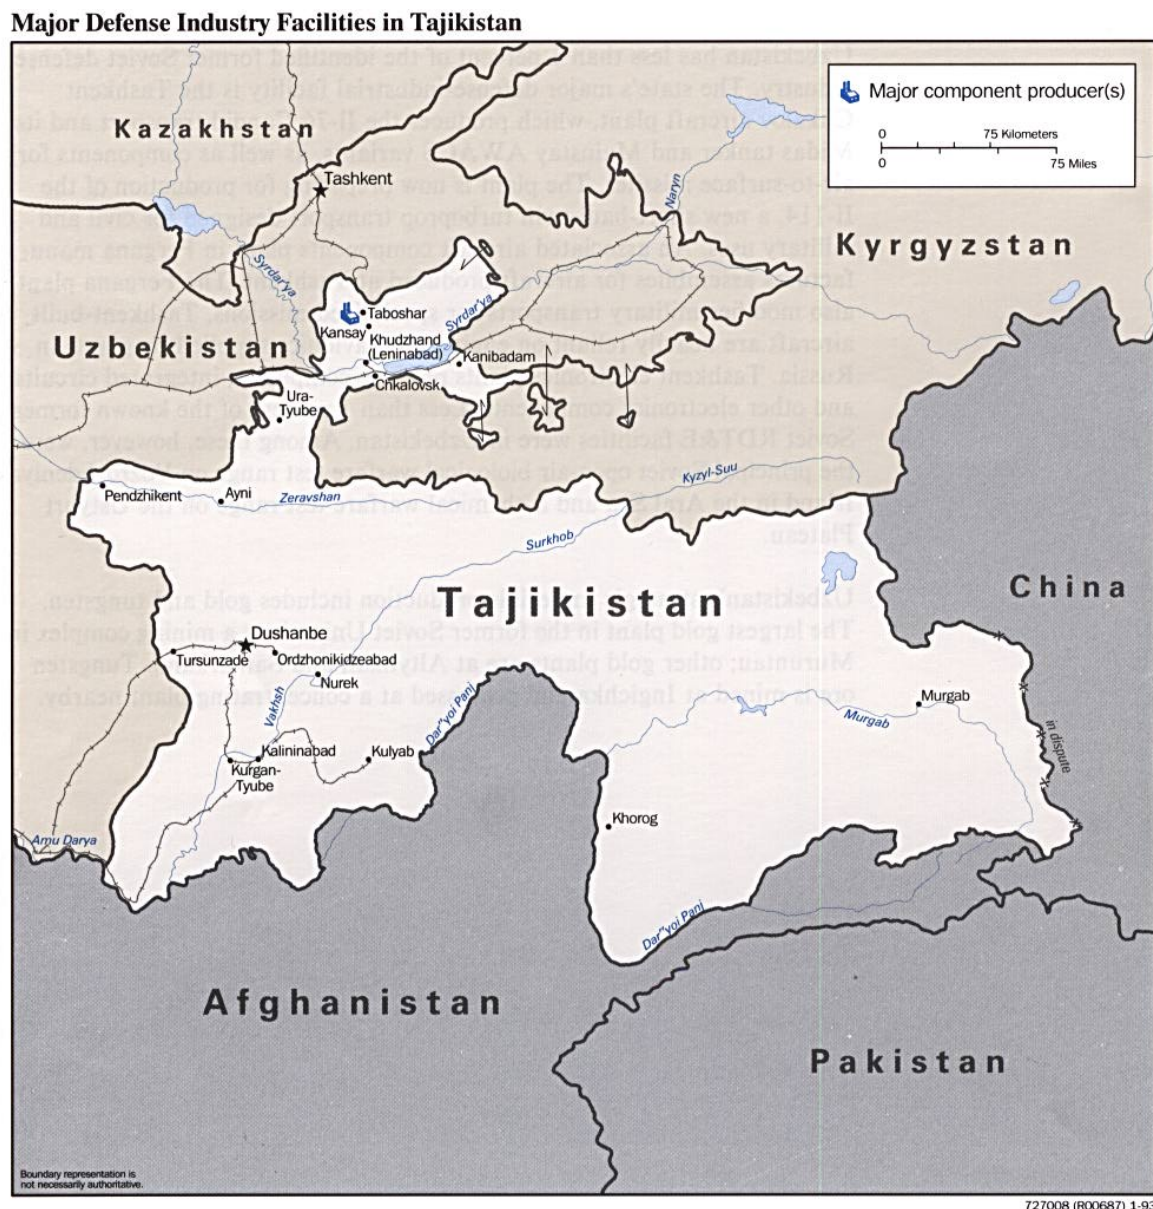 Major Defense Industry Facilities in Tajikistan
Major component producer(s)
0 75 Kilometers
0 75 Miles
Kazakhstan
Tashkent
Naryn
Kyrgyzstan
Syrdar'ya
Taboshar
Kansay
Syrdar'ya
Uzbekistan
Khudzhand
(Leninabad)
Kanibadam
Chkalovsk
Ura-
Tyube
Kyzyl-Suu
Pendzhikent
Ayni
Zeravshan
Surkhob
China
Tajikistan
Dushanbe
Tursunzade
Ordzhonikidzeabad
Nurek
Vakhsh
Dar"yoi Panj
Murgab
Murgab
in dispute
Kalininabad
Kulyab
Kurgan-
Tyube
Khorog
Amu Darya
Dar"yoi Panj
Afghanistan
Pakistan
Boundary representation is
not necessarily authoritative.
727008 (R00687) 1-93